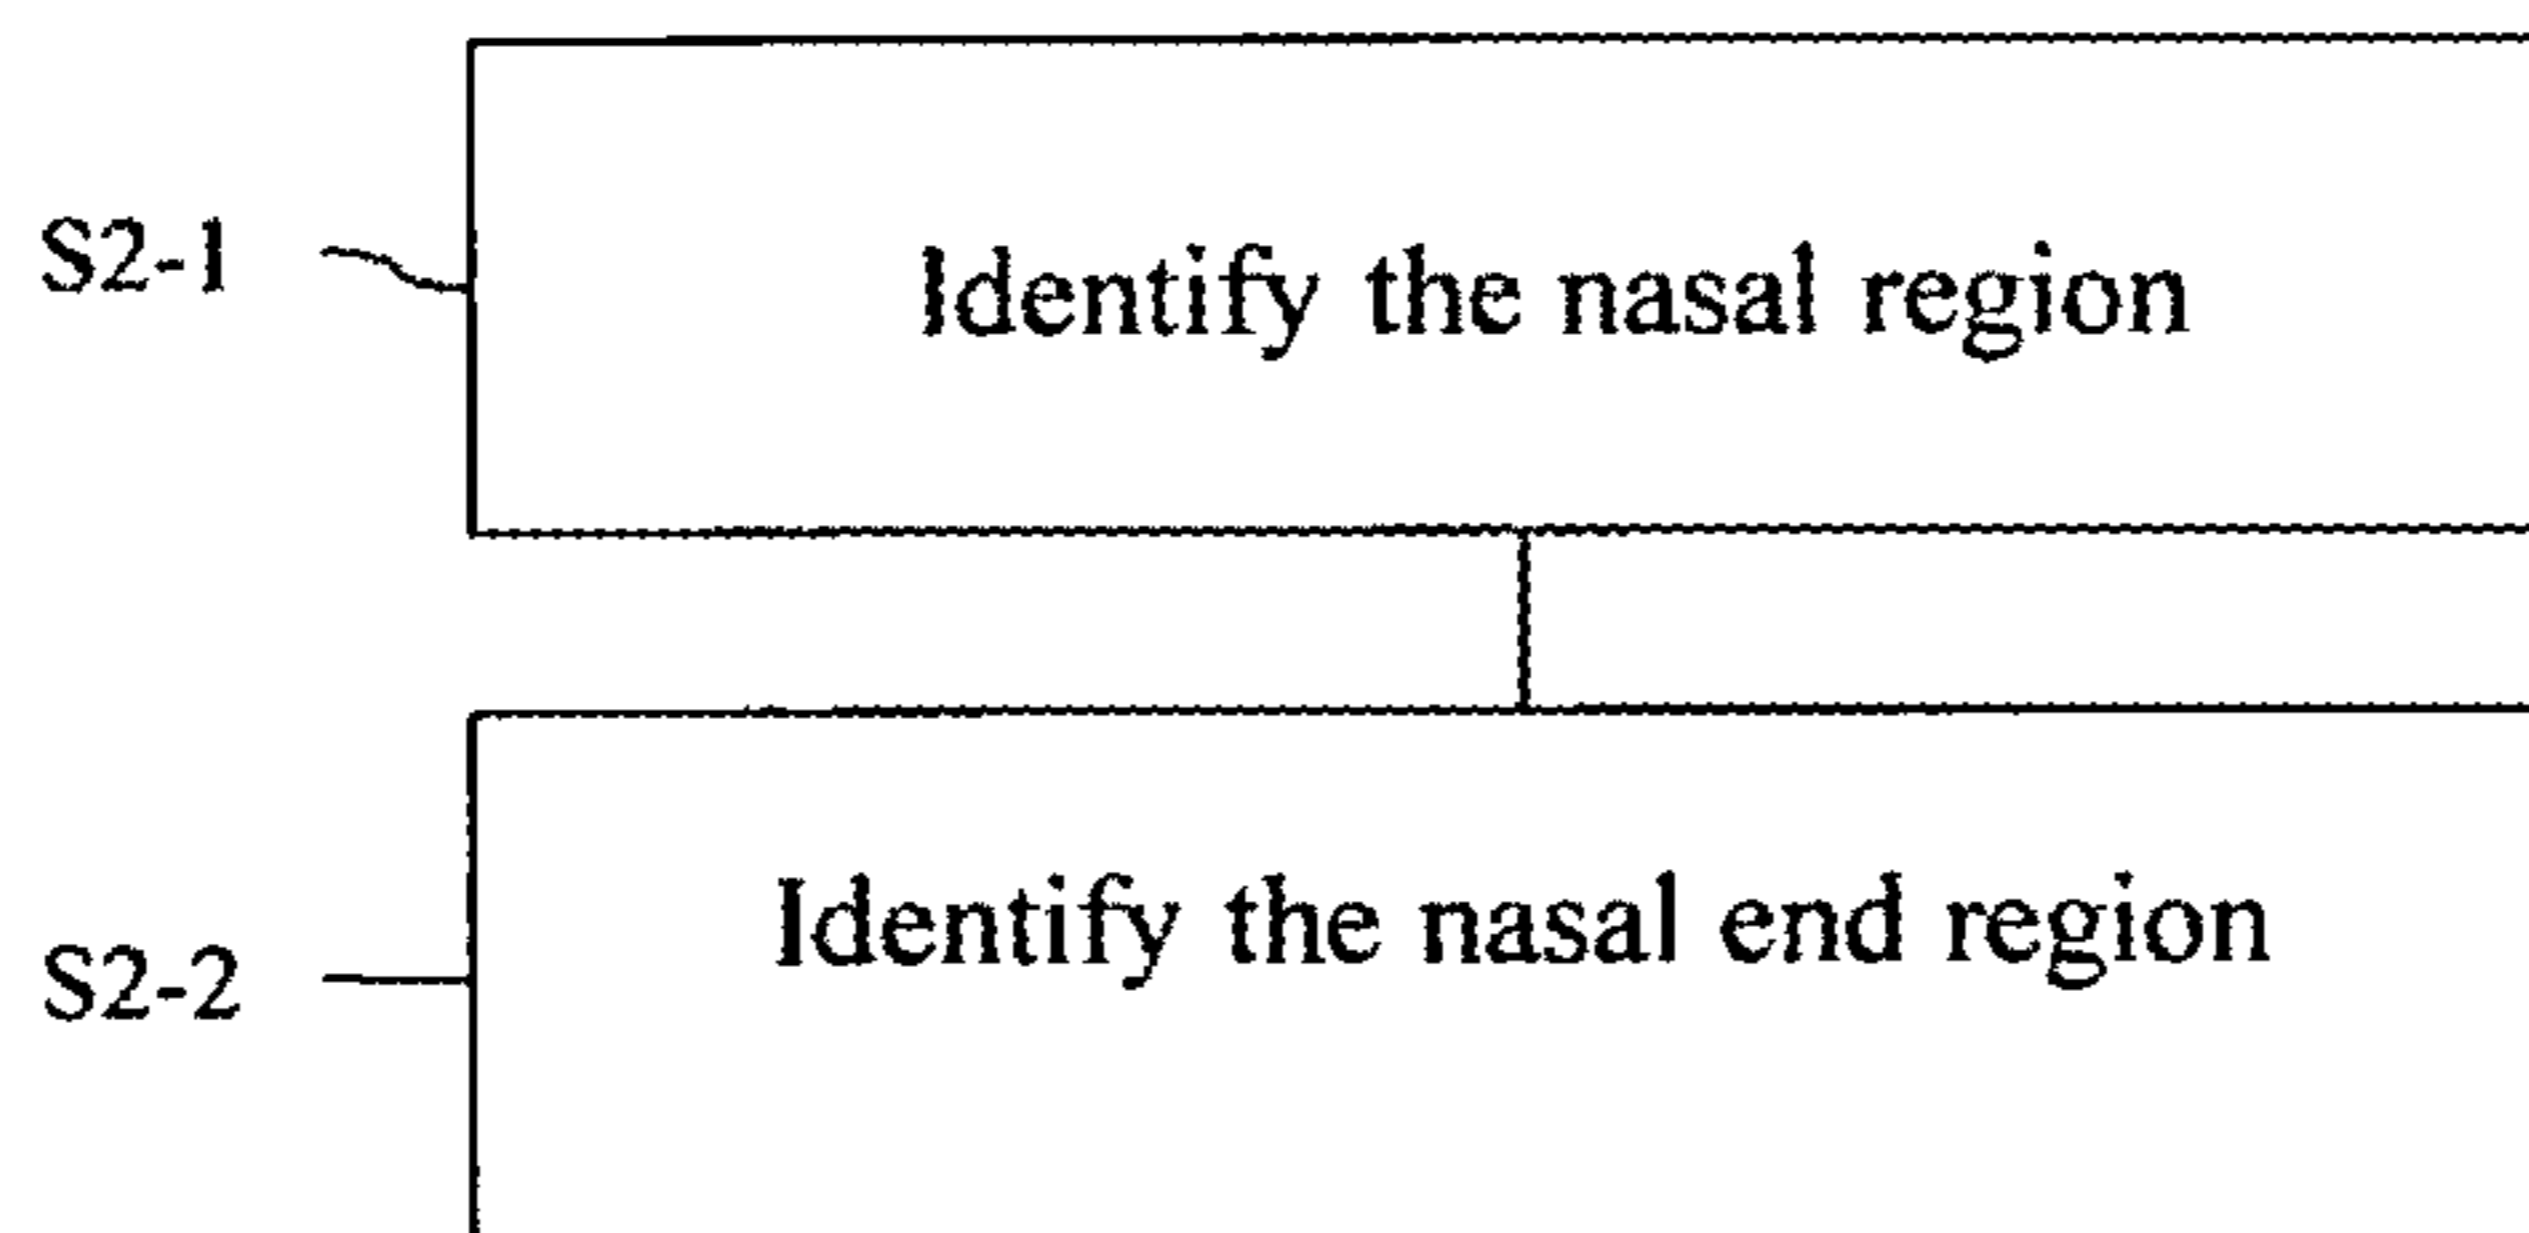 S2-1
Identify the nasal region
S2-2
Identify the nasal end region